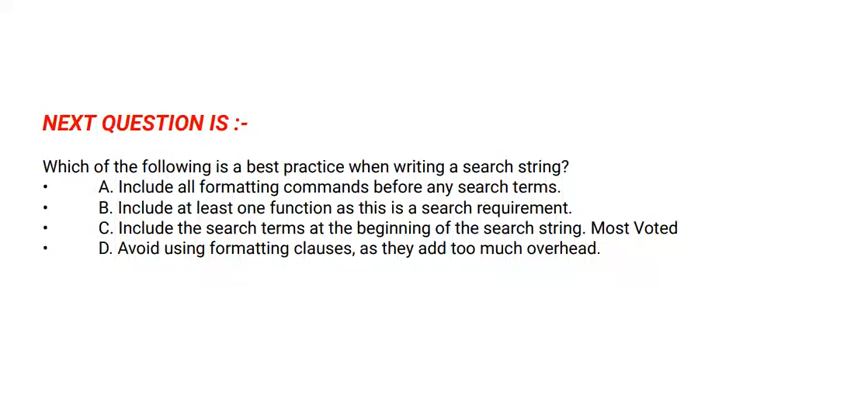 NEXT QUESTION IS :-
Which of the following is a best practice when writing a search string?
• A. Include all formatting commands before any search terms.
• B. Include at least one function as this is a search requirement.
• C. Include the search terms at the beginning of the search string. Most Voted
• D. Avoid using formatting clauses, as they add too much overhead.